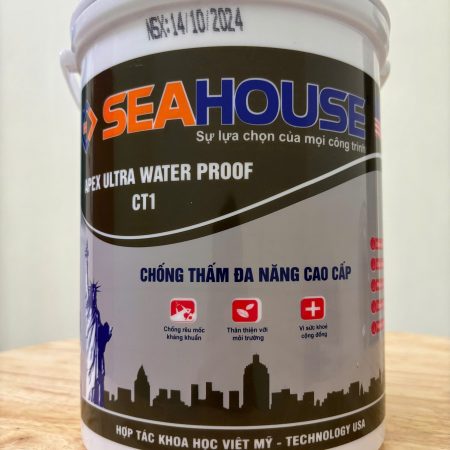 NSX: 14/10/2024
SEAHOUSE
Sự lựa chọn của mọi công trình
APEX ULTRA WATER PROOF
CT1
CHỐNG THẤM ĐA NĂNG CAO CẤP
Chống rêu mốc
kháng khuẩn
Thân thiện với
môi trường
Vì sức khoẻ
cộng đồng
HỢP TÁC KHOA HỌC VIỆT MỸ - TECHNOLOGY USA